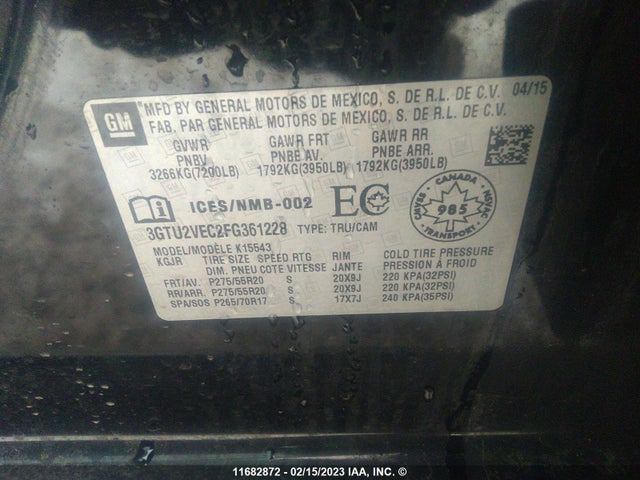 GM
MFD BY GENERAL MOTORS DE MEXICO, S. DE R.L. DE C.V. 04/15
FAB. PAR GENERAL MOTORS DE MEXICO, S. DE R.L. DE C.V.
GVWR GAWR FRT GAWR RR
PNBV PNBE AV. PNBE ARR.
3266KG(7200LB) 1792KG(3950LB) 1792KG(3950LB)
ICES/NMB-002 EC CANADA CMVSS NSVAC 985 TRANSPORT
3GTU2VEC2FG361228 TYPE: TRU/CAM
MODEL/MODÈLE K15543
KGJR TIRE SIZE SPEED RTG RIM COLD TIRE PRESSURE
DIM. PNEU COTE VITESSE JANTE PRESSION À FROID
FRT/AV. P275/55R20 S 20X9J 220 KPA(32PSI)
RR/ARR. P275/55R20 S 20X9J 220 KPA(32PSI)
SPA/SOS P265/70R17 S 17X7J 240 KPA(35PSI)
11682872 - 02/15/2023 IAA, INC. ©